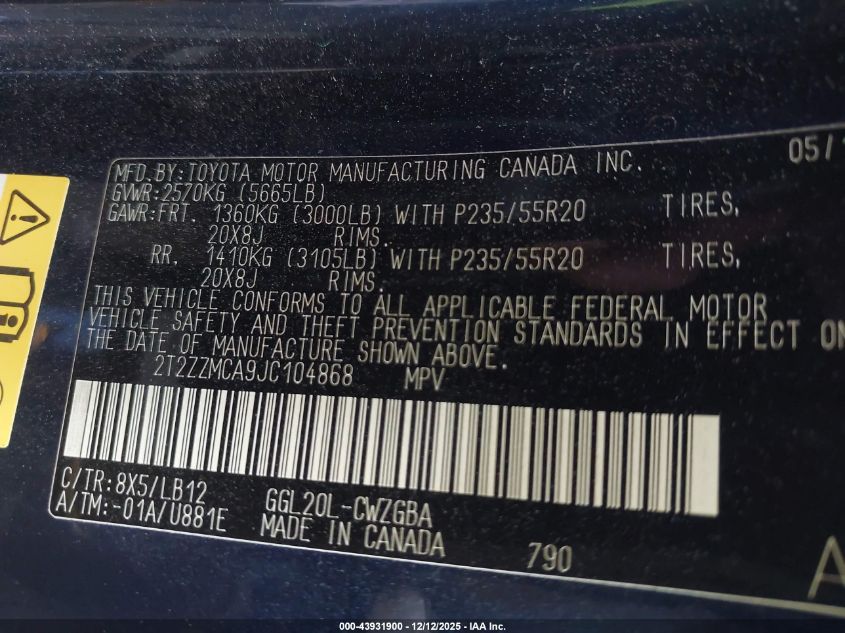 MFD.BY:TOYOTA MOTOR MANUFACTURING CANADA INC. 05/1
GVWR:2570KG (5665LB)
GAWR:FRT. 1360KG (3000LB) WITH P235/55R20 TIRES,
20X8J RIMS.
RR. 1410KG (3105LB) WITH P235/55R20 TIRES,
20X8J RIMS.
THIS VEHICLE CONFORMS TO ALL APPLICABLE FEDERAL MOTOR
VEHICLE SAFETY AND THEFT PREVENTION STANDARDS IN EFFECT ON
THE DATE OF MANUFACTURE SHOWN ABOVE.
2T2ZZMCA9JC104868 MPV
C/TR:8X5/LB12
A/TM:-01A/U881E
GGL20L-CWZGBA
MADE IN CANADA
790
A
000-43931900 - 12/12/2025 - IAA Inc.